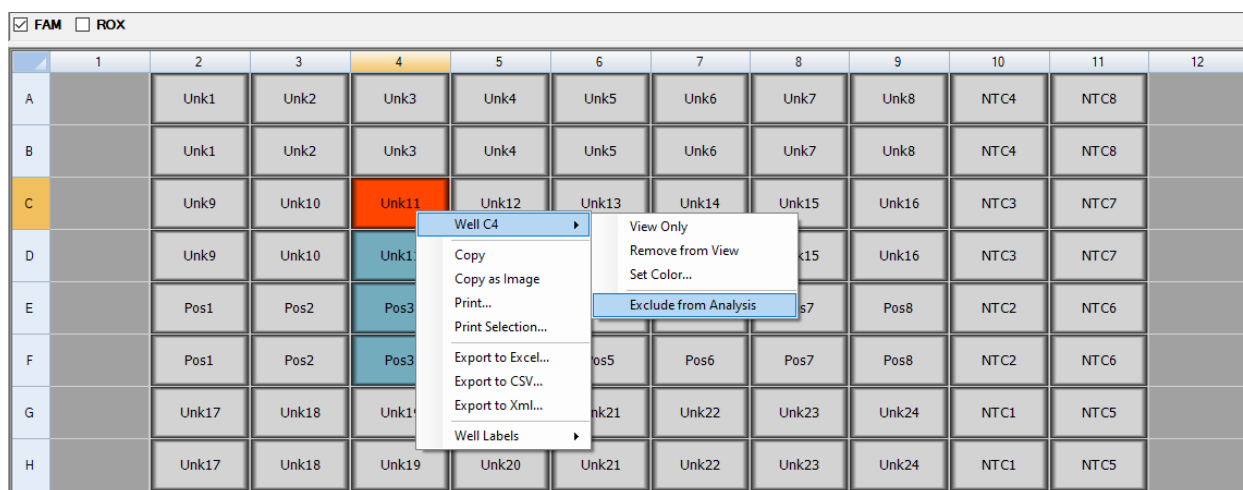 FAM ROX
1 2 3 4 5 6 7 8 9 10 11 12
A Unk1 Unk2 Unk3 Unk4 Unk5 Unk6 Unk7 Unk8 NTC4 NTC8
B Unk1 Unk2 Unk3 Unk4 Unk5 Unk6 Unk7 Unk8 NTC4 NTC8
C Unk9 Unk10 Unk11 Unk12 Unk13 Unk14 Unk15 Unk16 NTC3 NTC7
Well C4 View Only
D Unk9 Unk10 Copy Remove from View Unk16 NTC3 NTC7
Copy as Image Set Color...
E Pos1 Pos2 Pos3 Print... Exclude from Analysis Pos8 NTC2 NTC6
Print Selection...
F Pos1 Pos2 Pos3 Export to Excel... Pos6 Pos7 Pos8 NTC2 NTC6
Export to CSV...
G Unk17 Unk18 Export to Xml... Unk22 Unk23 Unk24 NTC1 NTC5
Well Labels
H Unk17 Unk18 Unk19 Unk20 Unk21 Unk22 Unk23 Unk24 NTC1 NTC5